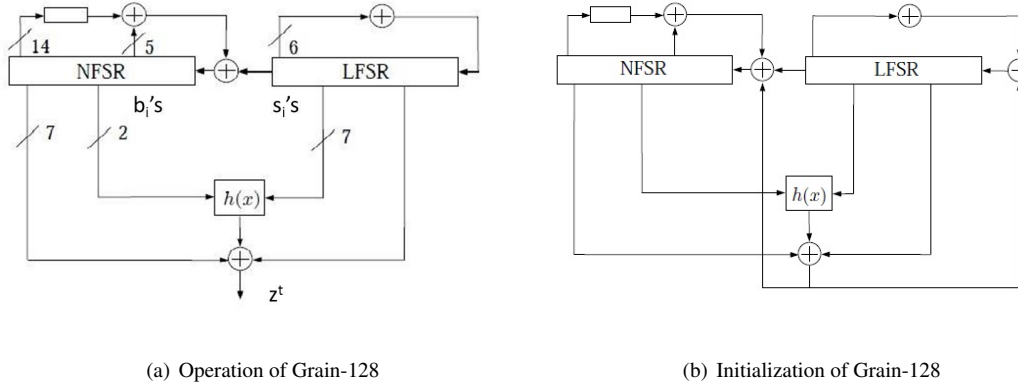 14
5
6
NFSR
LFSR
b_i's
s_i's
7
2
7
h(x)
z^t
(a) Operation of Grain-128
NFSR
LFSR
h(x)
(b) Initialization of Grain-128